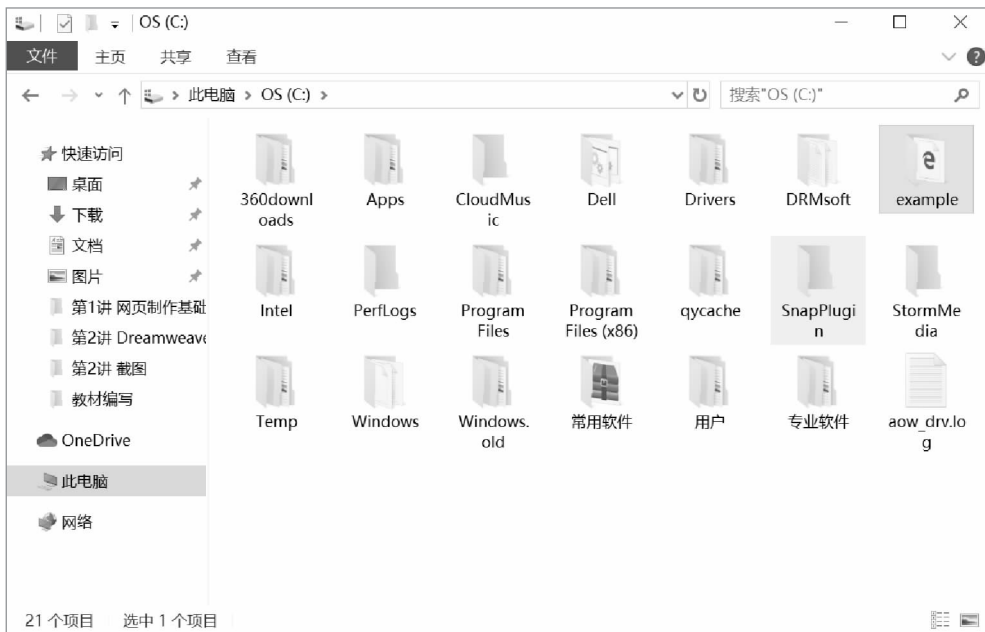 OS (C:)
文件 主页 共享 查看
此电脑 > OS (C:) >
搜索"OS (C:)"
快速访问
桌面
下载
文档
图片
第1讲 网页制作基础
第2讲 Dreamweave
第2讲 截图
教材编写
OneDrive
此电脑
网络
360downl
oads
Apps
CloudMus
ic
Dell
Drivers
DRMsoft
example
Intel
PerfLogs
Program
Files
Program
Files (x86)
qycache
SnapPlugi
n
StormMe
dia
Temp
Windows
Windows.
old
常用软件
用户
专业软件
aow_drv.lo
g
21 个项目 选中 1 个项目